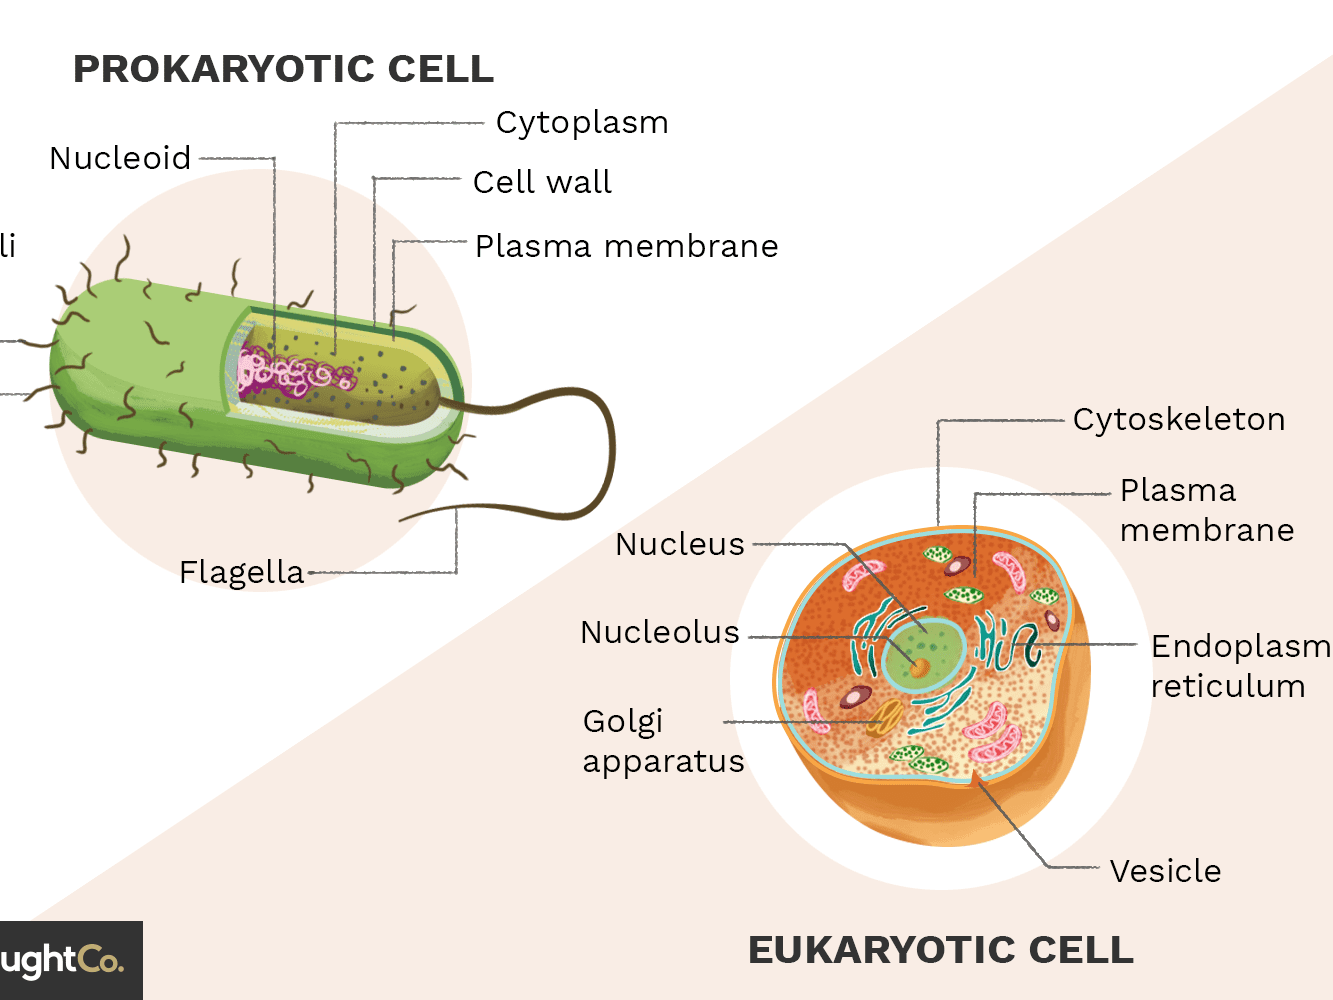 PROKARYOTIC CELL
Cytoplasm
Nucleoid
Cell wall
li
Plasma membrane
Flagella
Cytoskeleton
Plasma
membrane
Nucleus
Nucleolus
Endoplasm
reticulum
Golgi
apparatus
Vesicle
ughtCo.
EUKARYOTIC CELL